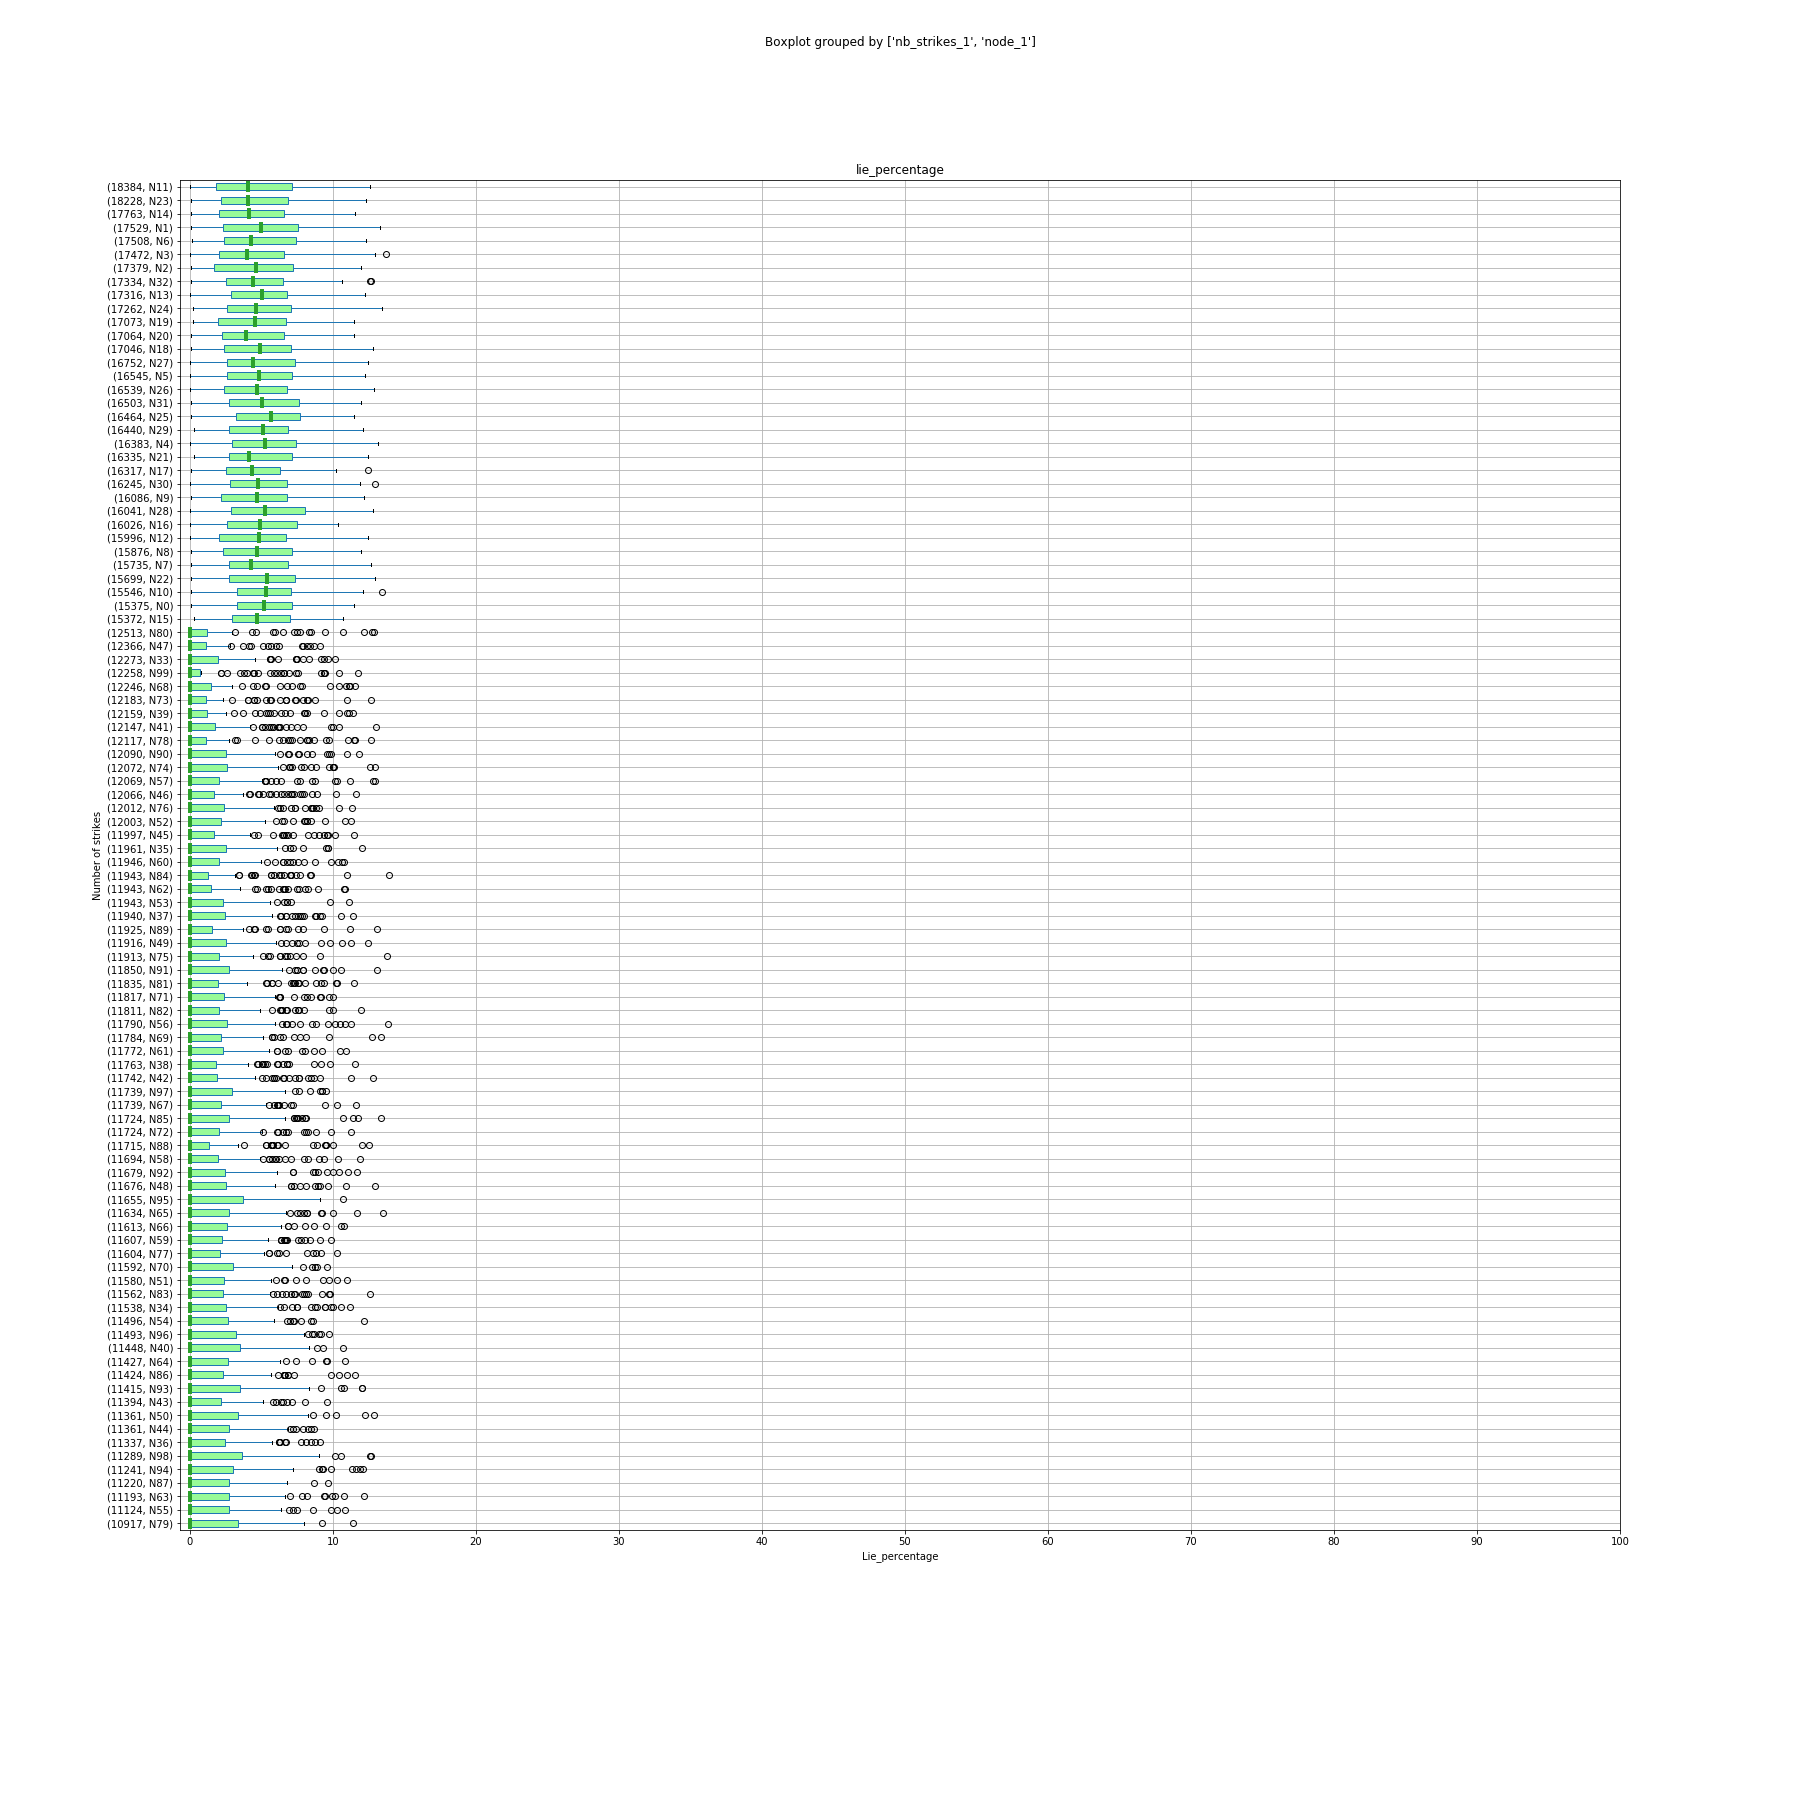 Boxplot grouped by ['nb_strikes_1', 'node_1']
lie_percentage
(18384, N11)
(18228, N23)
(17763, N14)
(17529, N1)
(17508, N6)
(17472, N3)
(17379, N2)
(17334, N32)
(17316, N13)
(17262, N24)
(17073, N19)
(17064, N20)
(17046, N18)
(16752, N27)
(16545, N5)
(16539, N26)
(16503, N31)
(16464, N25)
(16440, N29)
(16383, N4)
(16335, N21)
(16317, N17)
(16245, N30)
(16086, N9)
(16041, N28)
(16026, N16)
(15996, N12)
(15876, N8)
(15735, N7)
(15699, N22)
(15546, N10)
(15375, N0)
(15372, N15)
(12513, N80)
(12366, N47)
(12273, N33)
(12258, N99)
(12246, N68)
(12183, N73)
(12159, N39)
(12147, N41)
(12117, N78)
(12090, N90)
(12072, N74)
(12069, N57)
(12066, N46)
(12012, N76)
(12003, N52)
(11997, N45)
(11961, N35)
(11946, N60)
(11943, N84)
(11943, N62)
(11943, N53)
(11940, N37)
(11925, N89)
(11916, N49)
(11913, N75)
(11850, N91)
(11835, N81)
(11817, N71)
(11811, N82)
(11790, N56)
(11784, N69)
(11772, N61)
(11763, N38)
(11742, N42)
(11739, N97)
(11739, N67)
(11724, N85)
(11724, N72)
(11715, N88)
(11694, N58)
(11679, N92)
(11676, N48)
(11655, N95)
(11634, N65)
(11613, N66)
(11607, N59)
(11604, N77)
(11592, N70)
(11580, N51)
(11562, N83)
(11538, N34)
(11496, N54)
(11493, N96)
(11448, N40)
(11427, N64)
(11424, N86)
(11415, N93)
(11394, N43)
(11361, N50)
(11361, N44)
(11337, N36)
(11289, N98)
(11241, N94)
(11220, N87)
(11193, N63)
(11124, N55)
(10917, N79)
Number of strikes
0 10 20 30 40 50 60 70 80 90 100
Lie_percentage